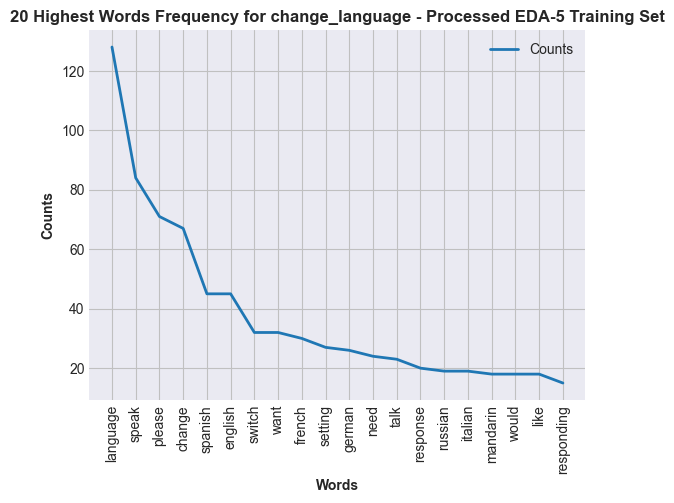 20 Highest Words Frequency for change_language - Processed EDA-5 Training Set
Counts
120
100
80
60
40
20
Counts
language
speak
please
change
spanish
english
switch
want
french
setting
german
need
talk
response
russian
italian
mandarin
would
like
responding
Words